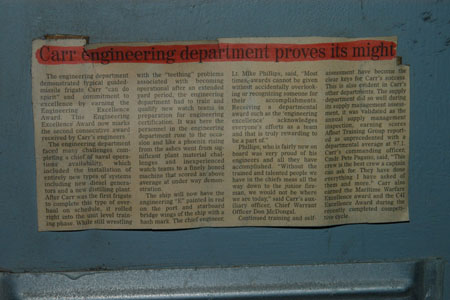 Carr engineering department proves its might
The engineering department
demonstrated typical guided-
missile frigate Carr "can do
spirit" and commitment to
excellence by earning the
Engineering Excellence
Award. This Engineering
Excellence Award now marks
the second consecutive award
received by Carr's engineers.
The engineering department
faced many challenges com-
pleting a chief of naval opera-
tions availability, which
included the installation of
entirely new types of systems
including new diesel genera-
tors and a new distilling plant.
After Carr was the first frigate
to complete this type of over-
haul on schedule, it rolled
right into the unit level train-
ing phase. While still wrestling
with the "teething" problems
associated with becoming
operational after an extended
yard period, the engineering
department had to train and
qualify new watch teams in
preparation for engineering
certification. It was here the
personnel in the engineering
department rose to the occa-
sion and like a phoenix rising
from the ashes went from sig-
nificant plant material chal-
lenges and inexperienced
watch teams to a finely tuned
machine that scored an above
average at under way demon-
stration.
The ship will now have the
engineering "E" painted in red
on the port and starboard
bridge wings of the ship with a
hash mark. The chief engineer,
Lt. Mike Phillips, said, "Most
times, awards cannot be given
without accidentally overlook-
ing or recognizing someone for
their accomplishments.
Receiving a departmental
award such as the 'engineering
excellence' acknowledges
everyone's efforts as a team
and that is truly rewarding to
be a part of."
Phillips, who is fairly new on
board was very proud of his
engineers and all they have
accomplished. "Without the
trained and talented people we
have in the chiefs mess all the
way down to the junior fire-
man, we would not be where
we are today," said Carr's aux-
iliary officer, Chief Warrant
Officer Don McDougal.
Continued training and self-
assessment have become the
clear keys for Carr's success.
This is also evident in Carr's
other departments. The supply
department did so well during
its supply management assess-
ment, it was validated as the
annual supply management
inspection, earning
Afloat Training Group report-
ed as unprecedented with a
departmental average of 97.
Carr's commanding officer,
Cmdr. Pete Pagano, said, "This
crew is the best crew a captain
can ask for. They have done
everything I have asked of
them and more." Carr also
earned the Maritime Warfare
Excellence Award and the C4I
Excellence Award during the
recently completed competi-
tive cycle.